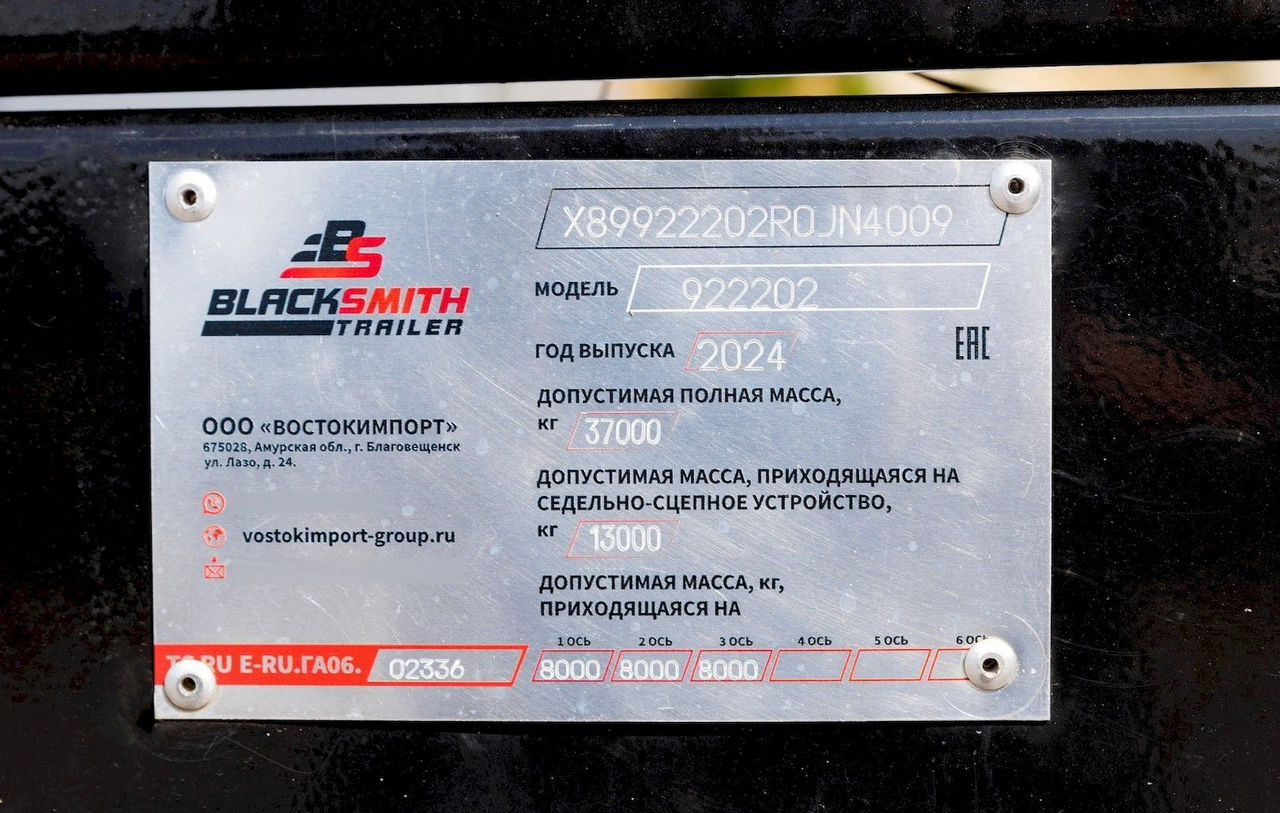 BS
BLACKSMITH
TRAILER
ООО «ВОСТОКИМПОРТ»
675028, Амурская обл., г. Благовещенск
ул. Лазо, д. 24.
vostokimport-group.ru
RU Е-RU.ГА06. 02336
X89922202R0JN4009
МОДЕЛЬ 922202
ГОД ВЫПУСКА 2024
EAC
ДОПУСТИМАЯ ПОЛНАЯ МАССА,
кг 37000
ДОПУСТИМАЯ МАССА, ПРИХОДЯЩАЯСЯ НА
СЕДЕЛЬНО-СЦЕПНОЕ УСТРОЙСТВО,
кг 13000
ДОПУСТИМАЯ МАССА, кг,
ПРИХОДЯЩАЯСЯ НА
1 ОСЬ 2 ОСЬ 3 ОСЬ 4 ОСЬ 5 ОСЬ 6 ОСЬ
8000 8000 8000